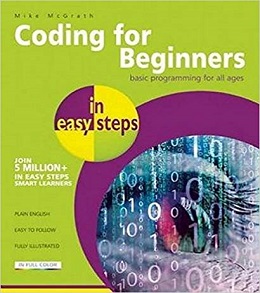 Mike McGrath
Coding for
Beginners
basic programming for all ages
in
easy steps
JOIN
5 MILLION+
IN EASY STEPS
SMART LEARNERS
PLAIN ENGLISH
EASY TO FOLLOW
FULLY ILLUSTRATED
IN FULL COLOR